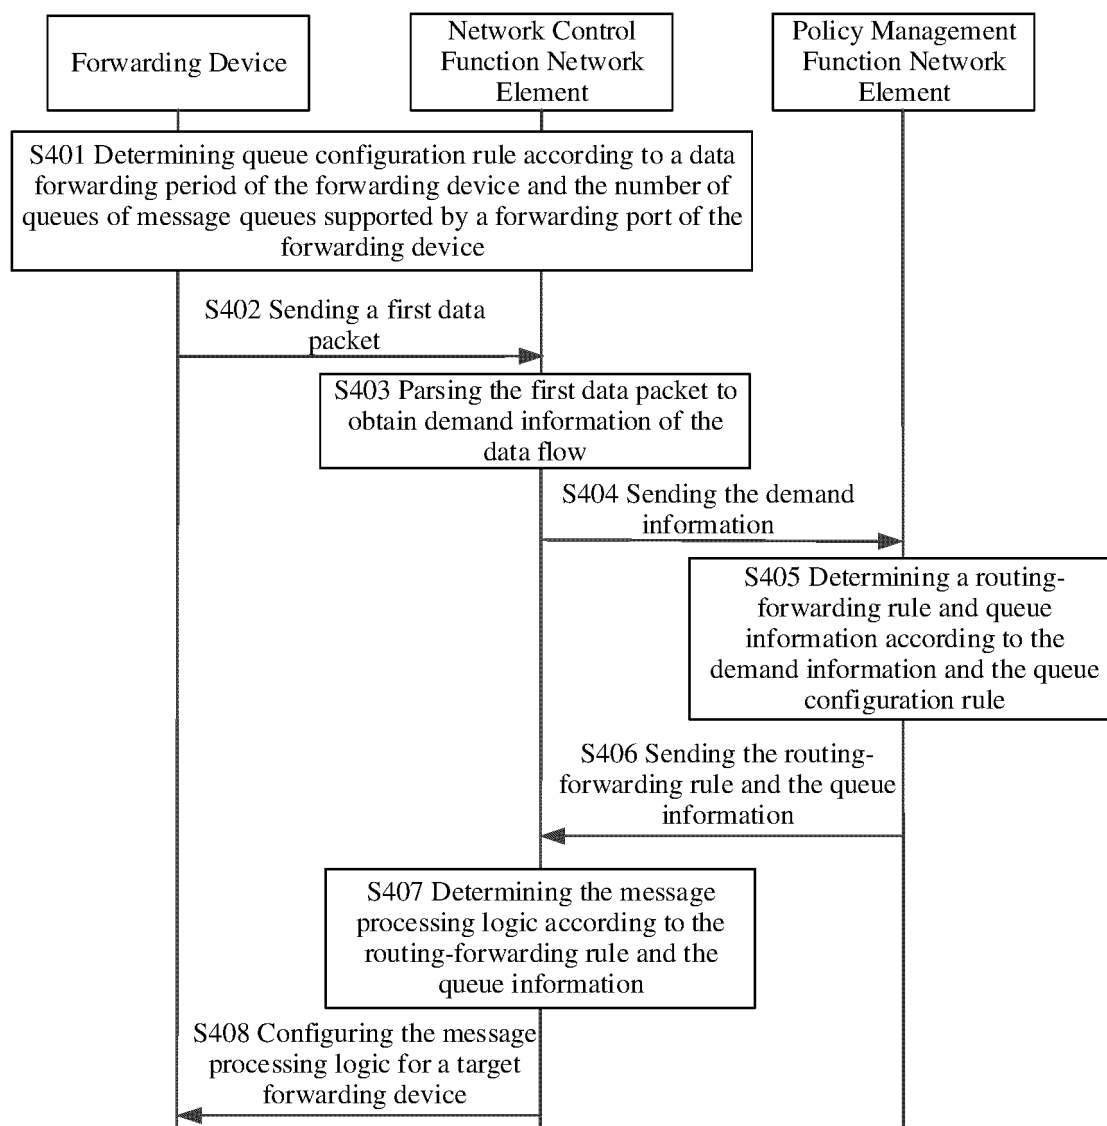 Forwarding Device
Network Control
Function Network
Element
Policy Management
Function Network
Element
S401 Determining queue configuration rule according to a data
forwarding period of the forwarding device and the number of
queues of message queues supported by a forwarding port of the
forwarding device
S402 Sending a first data
packet
S403 Parsing the first data packet to
obtain demand information of the
data flow
S404 Sending the demand
information
S405 Determining a routing-
forwarding rule and queue
information according to the
demand information and the queue
configuration rule
S406 Sending the routing-
forwarding rule and the queue
information
S407 Determining the message
processing logic according to the
routing-forwarding rule and the
queue information
S408 Configuring the message
processing logic for a target
forwarding device